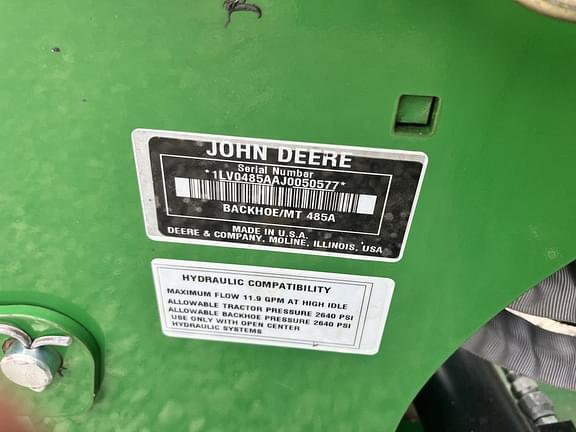 JOHN DEERE
Serial Number
*1LV0485AAJ0050577*
BACKHOE/MT 485A
MADE IN U.S.A.
DEERE & COMPANY, MOLINE, ILLINOIS, USA
HYDRAULIC COMPATIBILITY
MAXIMUM FLOW 11.9 GPM AT HIGH IDLE
ALLOWABLE TRACTOR PRESSURE 2640 PSI
ALLOWABLE BACKHOE PRESSURE 2640 PSI
USE ONLY WITH OPEN CENTER
HYDRAULIC SYSTEMS